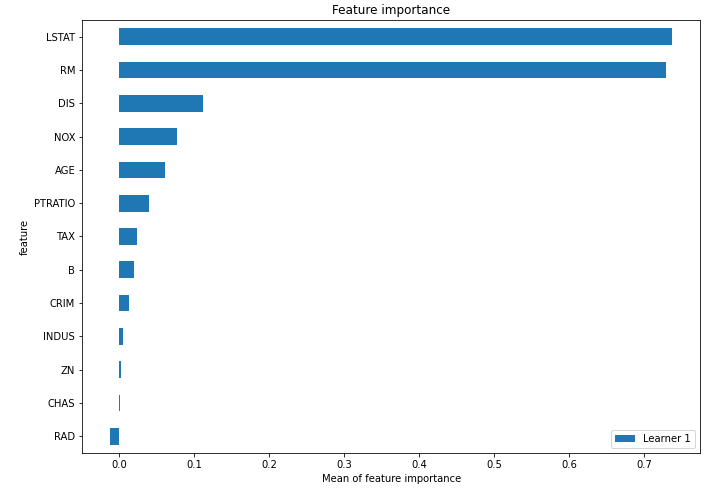 Feature importance
LSTAT
RM
DIS
NOX
AGE
PTRATIO
TAX
B
CRIM
INDUS
ZN
CHAS
RAD
feature
Learner 1
0.0 0.1 0.2 0.3 0.4 0.5 0.6 0.7
Mean of feature importance